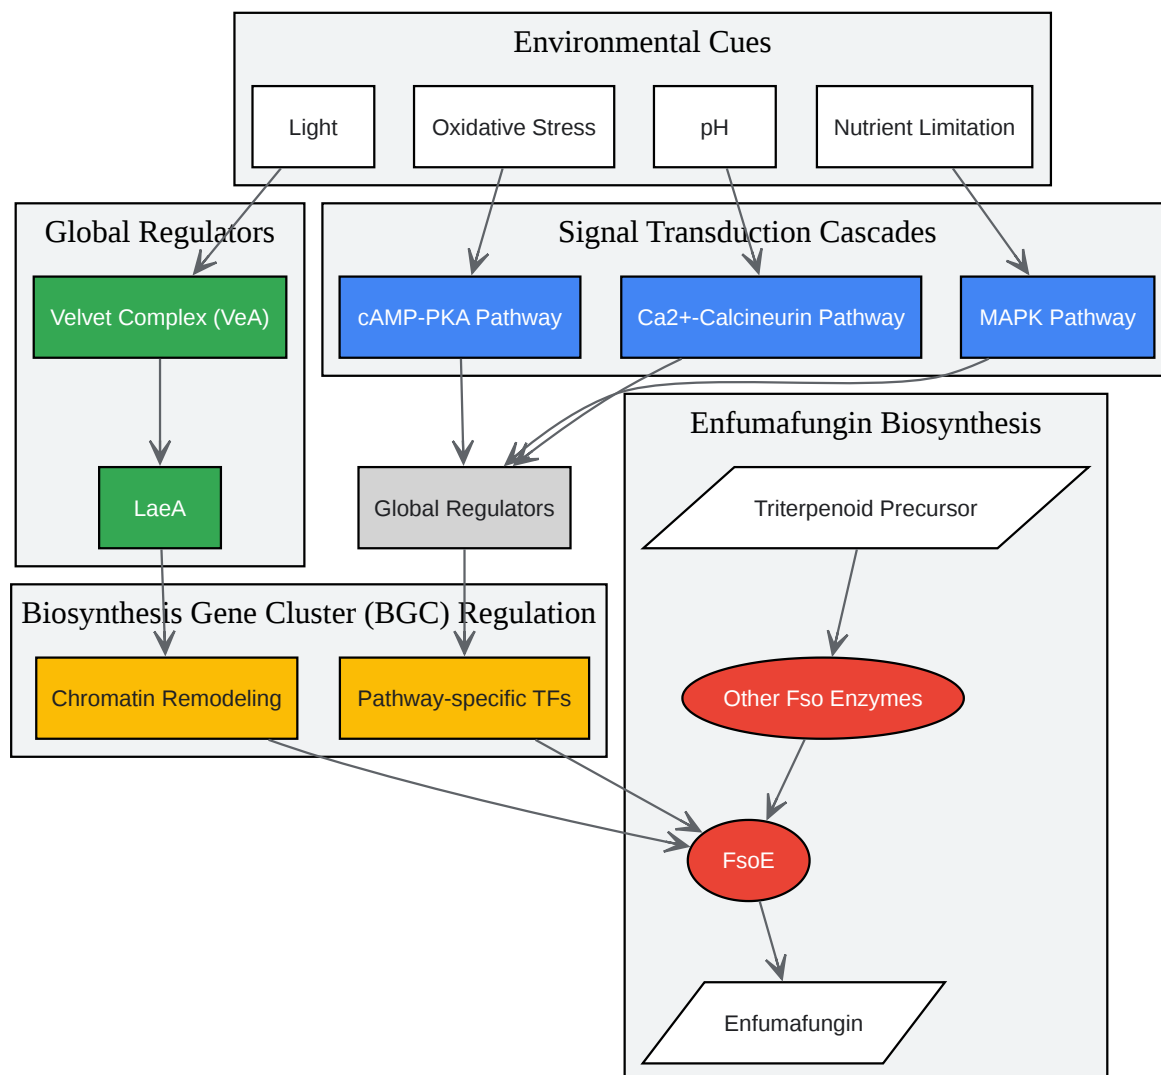 Environmental Cues
Light
Oxidative Stress
pH
Nutrient Limitation
Global Regulators
Signal Transduction Cascades
Velvet Complex (VeA)
cAMP-PKA Pathway
Ca2+-Calcineurin Pathway
MAPK Pathway
Enfumafungin Biosynthesis
LaeA
Global Regulators
Triterpenoid Precursor
Biosynthesis Gene Cluster (BGC) Regulation
Chromatin Remodeling
Pathway-specific TFs
Other Fso Enzymes
FsoE
Enfumafungin